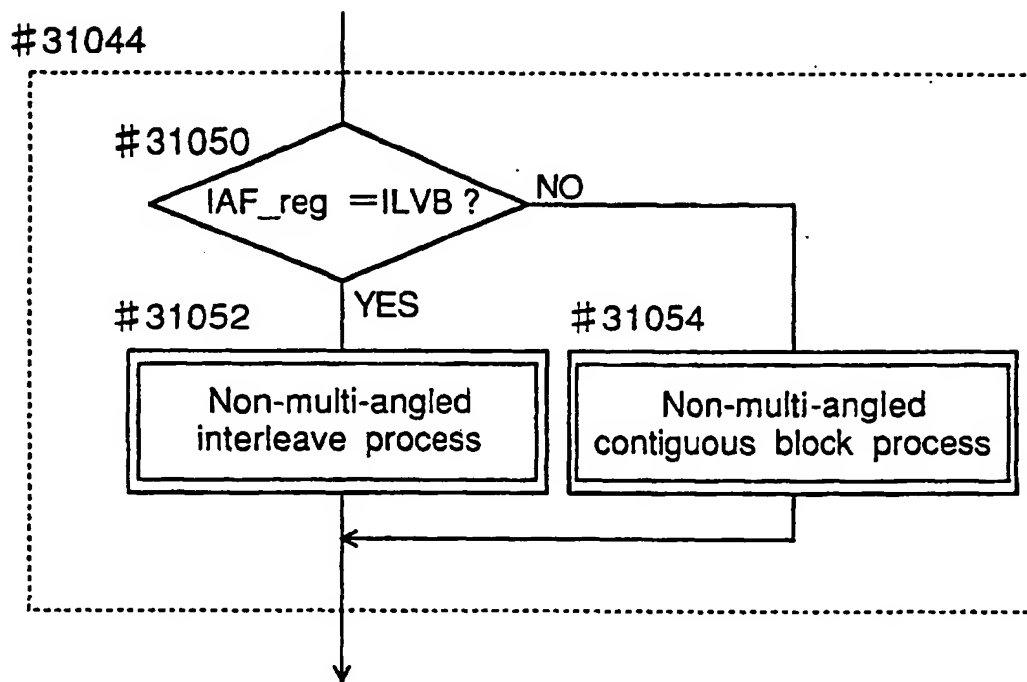 #31044
#31050
IAF_reg =ILVB ?
NO
YES
#31052
#31054
Non-multi-angled
interleave process
Non-multi-angled
contiguous block process